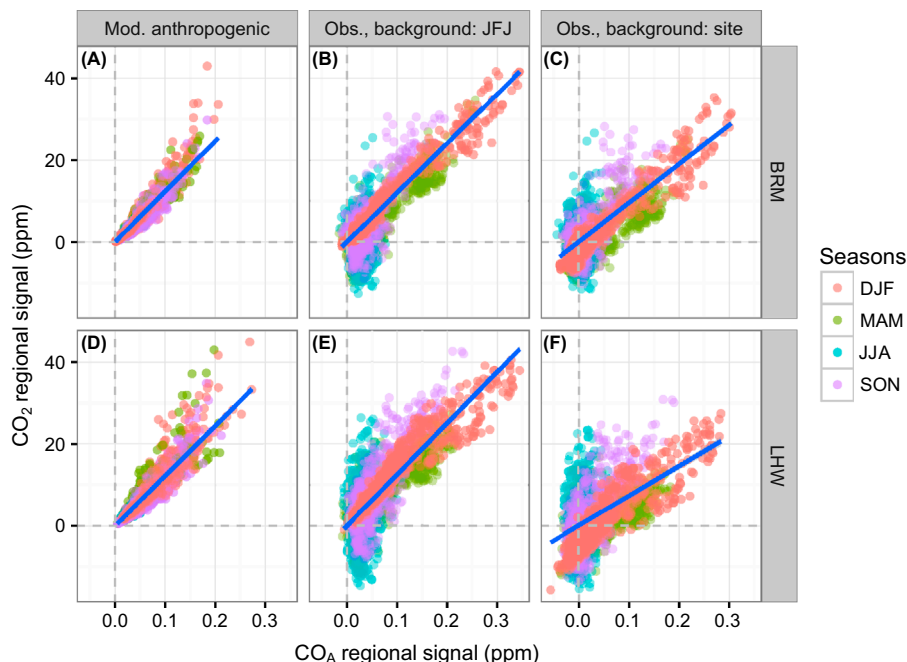 Mod. anthropogenic
Obs., background: JFJ
Obs., background: site
(A)
(B)
(C)
40
20
0
BRM
(D)
(E)
(F)
40
20
0
LHW
0.0 0.1 0.2 0.3
0.0 0.1 0.2 0.3
0.0 0.1 0.2 0.3
CO₂ regional signal (ppm)
CO_A regional signal (ppm)
Seasons
DJF
MAM
JJA
SON